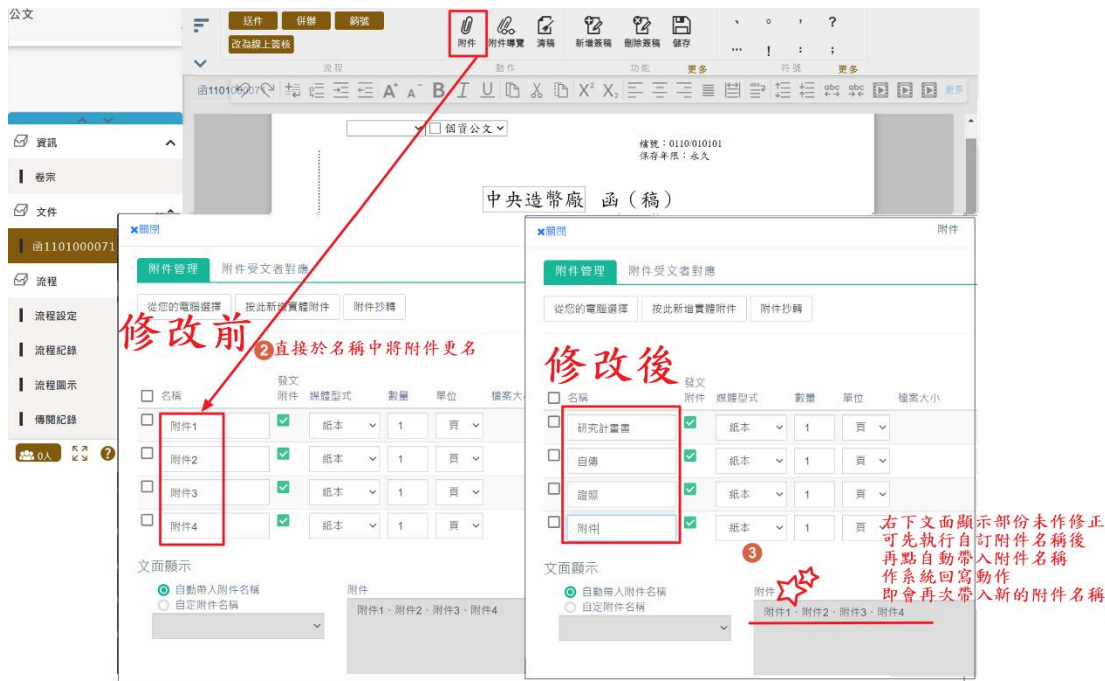 公文
送件 併辦 銷號
改為線上簽核
流程
附件 附件導覽 清稿
動作
新增簽稿 刪除簽稿 儲存
功能 更多
、 。 ， ？
… ！ ： ；
符號 更多
A⁺ A⁻ B I U X² X₂ 更多
資訊
卷宗
文件
函1101000071
流程
流程設定
流程紀錄
流程圖示
傳閱紀錄
0人
個資公文
檔號：0110/010101
保存年限：永久
中央造幣廠 函（稿）
×關閉
附件管理 附件受文者對應
從您的電腦選擇 按此新增實體附件 附件抄轉
修改前
2 直接於名稱中將附件更名
名稱 發文附件 媒體型式 數量 單位
附件1 紙本 1 頁
附件2 紙本 1 頁
附件3 紙本 1 頁
附件4 紙本 1 頁
文面顯示
自動帶入附件名稱
自定附件名稱
附件
附件1、附件2、附件3、附件4
×關閉 附件
附件管理 附件受文者對應
從您的電腦選擇 按此新增實體附件 附件抄轉
修改後
名稱 發文附件 媒體型式 數量 單位 檔案大小
研究計畫書 紙本 1 頁
自傳 紙本 1 頁
證照 紙本 1 頁
附件 紙本 1 頁
3
文面顯示
自動帶入附件名稱
自定附件名稱
附件
附件1、附件2、附件3、附件4
右下文面顯示部份未作修正
可先執行自訂附件名稱後
再點自動帶入附件名稱
作系統回寫動作
即會再次帶入新的附件名稱